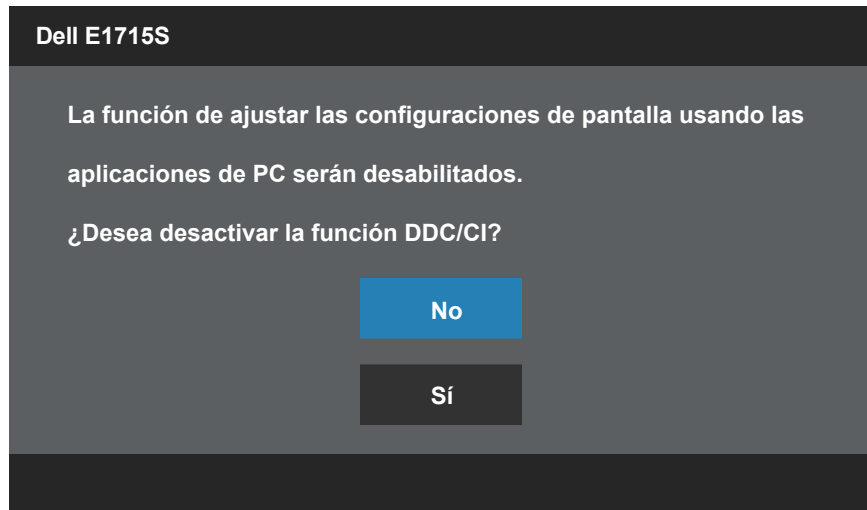 Dell E1715S
La función de ajustar las configuraciones de pantalla usando las
aplicaciones de PC serán desabilitados.
¿Desea desactivar la función DDC/CI?
No
Sí